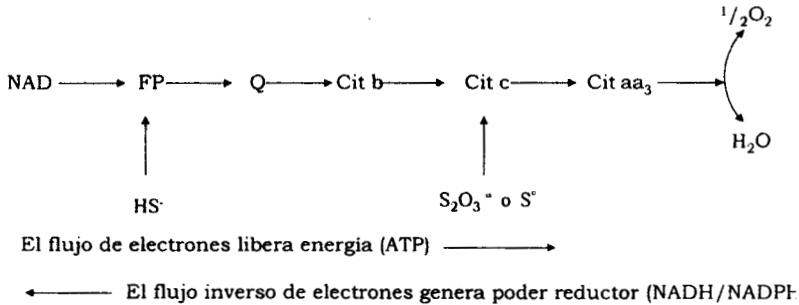 ¹/₂O₂
NAD FP Q Cit b Cit c Cit aa₃
H₂O
HS⁻ S₂O₃⁼ o S°
El flujo de electrones libera energía (ATP)
El flujo inverso de electrones genera poder reductor (NADH/NADPH